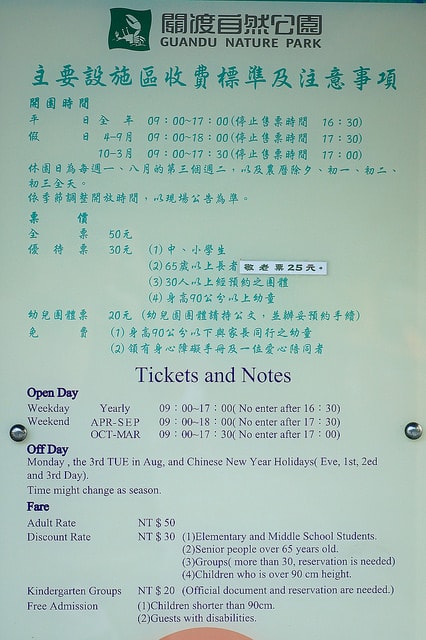 關渡自然公園
GUANDU NATURE PARK
主要設施區收費標準及注意事項
開園時間
平 日 全 年 09：00~17：00(停止售票時間 16：30)
假 日 4-9月 09：00~18：00(停止售票時間 17：30)
10-3月 09：00~17：30(停止售票時間 17：00)
休園日為每週一、八月的第三個週二，以及農曆除夕、初一、初二、
初三全天。
依季節調整開放時間，以現場公告為準。
票 價
全 票 50元
優 待 票 30元 (1)中、小學生
(2)65歲以上長者 敬老票25元。
(3)30人以上經預約之團體
(4)身高90公分以上幼童
幼兒團體票 20元 (幼兒團團體請持公文，並辦妥預約手續)
免 費 (1)身高90公分以下與家長同行之幼童
(2)領有身心障礙手冊及一位愛心陪同者
Tickets and Notes
Open Day
Weekday Yearly 09：00~17：00( No enter after 16：30)
Weekend APR-SEP 09：00~18：00( No enter after 17：30)
OCT-MAR 09：00~17：30( No enter after 17：00)
Off Day
Monday , the 3rd TUE in Aug, and Chinese New Year Holidays( Eve, 1st, 2ed
and 3rd Day).
Time might change as season.
Fare
Adult Rate NT＄50
Discount Rate NT＄30 (1)Elementary and Middle School Students.
(2)Senior people over 65 years old.
(3)Groups( more than 30, reservation is needed)
(4)Children who is over 90 cm height.
Kindergarten Groups NT＄20 (Official document and reservation are needed.)
Free Admission (1)Children shorter than 90cm.
(2)Guests with disabilities.